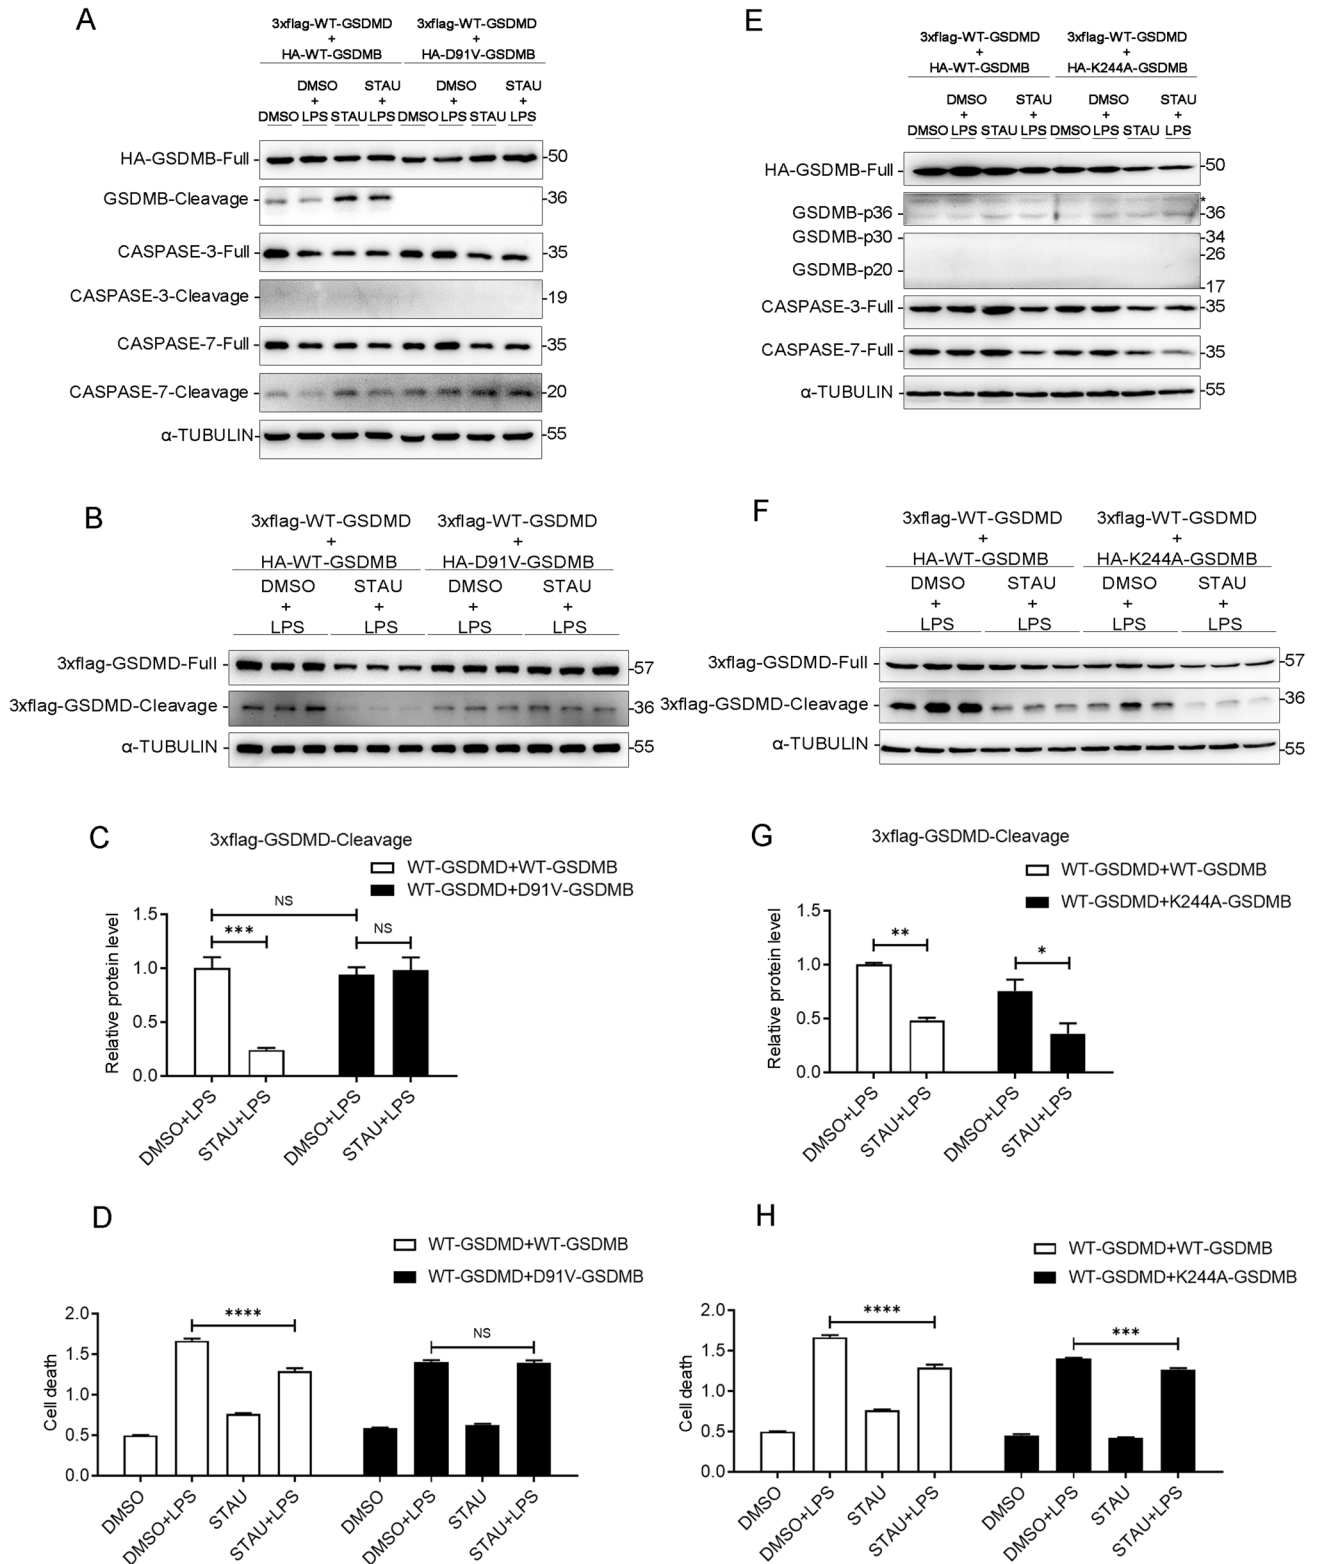 A
3xflag-WT-GSDMD
+
HA-WT-GSDMB
3xflag-WT-GSDMD
+
HA-D91V-GSDMB
DMSO
DMSO
+
LPS
STAU
STAU
+
LPS
DMSO
DMSO
+
LPS
STAU
STAU
+
LPS
HA-GSDMB-Full -50
GSDMB-Cleavage -36
CASPASE-3-Full -35
CASPASE-3-Cleavage -19
CASPASE-7-Full -35
CASPASE-7-Cleavage -20
α-TUBULIN -55
E
3xflag-WT-GSDMD
+
HA-WT-GSDMB
3xflag-WT-GSDMD
+
HA-K244A-GSDMB
DMSO
DMSO
+
LPS
STAU
STAU
+
LPS
DMSO
DMSO
+
LPS
STAU
STAU
+
LPS
HA-GSDMB-Full -50
*
GSDMB-p36 -36
GSDMB-p30 -34
-26
GSDMB-p20
-17
CASPASE-3-Full -35
CASPASE-7-Full -35
α-TUBULIN -55
B
3xflag-WT-GSDMD
+
HA-WT-GSDMB
3xflag-WT-GSDMD
+
HA-D91V-GSDMB
DMSO
+
LPS
STAU
+
LPS
DMSO
+
LPS
STAU
+
LPS
3xflag-GSDMD-Full -57
3xflag-GSDMD-Cleavage -36
α-TUBULIN -55
F
3xflag-WT-GSDMD
+
HA-WT-GSDMB
3xflag-WT-GSDMD
+
HA-K244A-GSDMB
DMSO
+
LPS
STAU
+
LPS
DMSO
+
LPS
STAU
+
LPS
3xflag-GSDMD-Full -57
3xflag-GSDMD-Cleavage -36
α-TUBULIN -55
C
3xflag-GSDMD-Cleavage
WT-GSDMD+WT-GSDMB
WT-GSDMD+D91V-GSDMB
Relative protein level
1.5
1.0
0.5
0.0
NS
***
NS
DMSO+LPS
STAU+LPS
DMSO+LPS
STAU+LPS
G
3xflag-GSDMD-Cleavage
WT-GSDMD+WT-GSDMB
WT-GSDMD+K244A-GSDMB
Relative protein level
1.5
1.0
0.5
0.0
**
*
DMSO+LPS
STAU+LPS
DMSO+LPS
STAU+LPS
D
WT-GSDMD+WT-GSDMB
WT-GSDMD+D91V-GSDMB
Cell death
2.0
1.5
1.0
0.5
0.0
****
NS
DMSO
DMSO+LPS
STAU
STAU+LPS
DMSO
DMSO+LPS
STAU
STAU+LPS
H
WT-GSDMD+WT-GSDMB
WT-GSDMD+K244A-GSDMB
Cell death
2.0
1.5
1.0
0.5
0.0
****
***
DMSO
DMSO+LPS
STAU
STAU+LPS
DMSO
DMSO+LPS
STAU
STAU+LPS